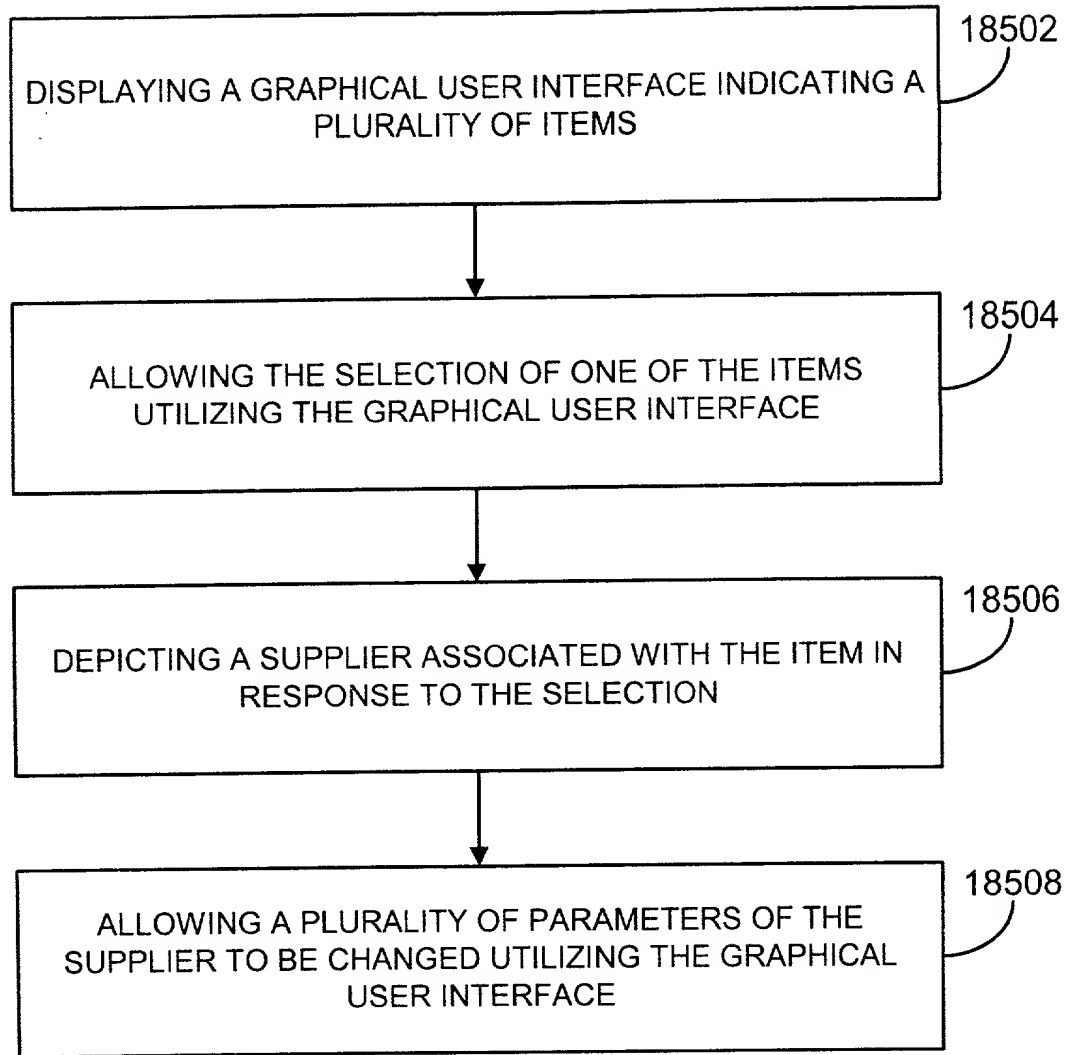 18502
DISPLAYING A GRAPHICAL USER INTERFACE INDICATING A
PLURALITY OF ITEMS
18504
ALLOWING THE SELECTION OF ONE OF THE ITEMS
UTILIZING THE GRAPHICAL USER INTERFACE
18506
DEPICTING A SUPPLIER ASSOCIATED WITH THE ITEM IN
RESPONSE TO THE SELECTION
18508
ALLOWING A PLURALITY OF PARAMETERS OF THE
SUPPLIER TO BE CHANGED UTILIZING THE GRAPHICAL
USER INTERFACE